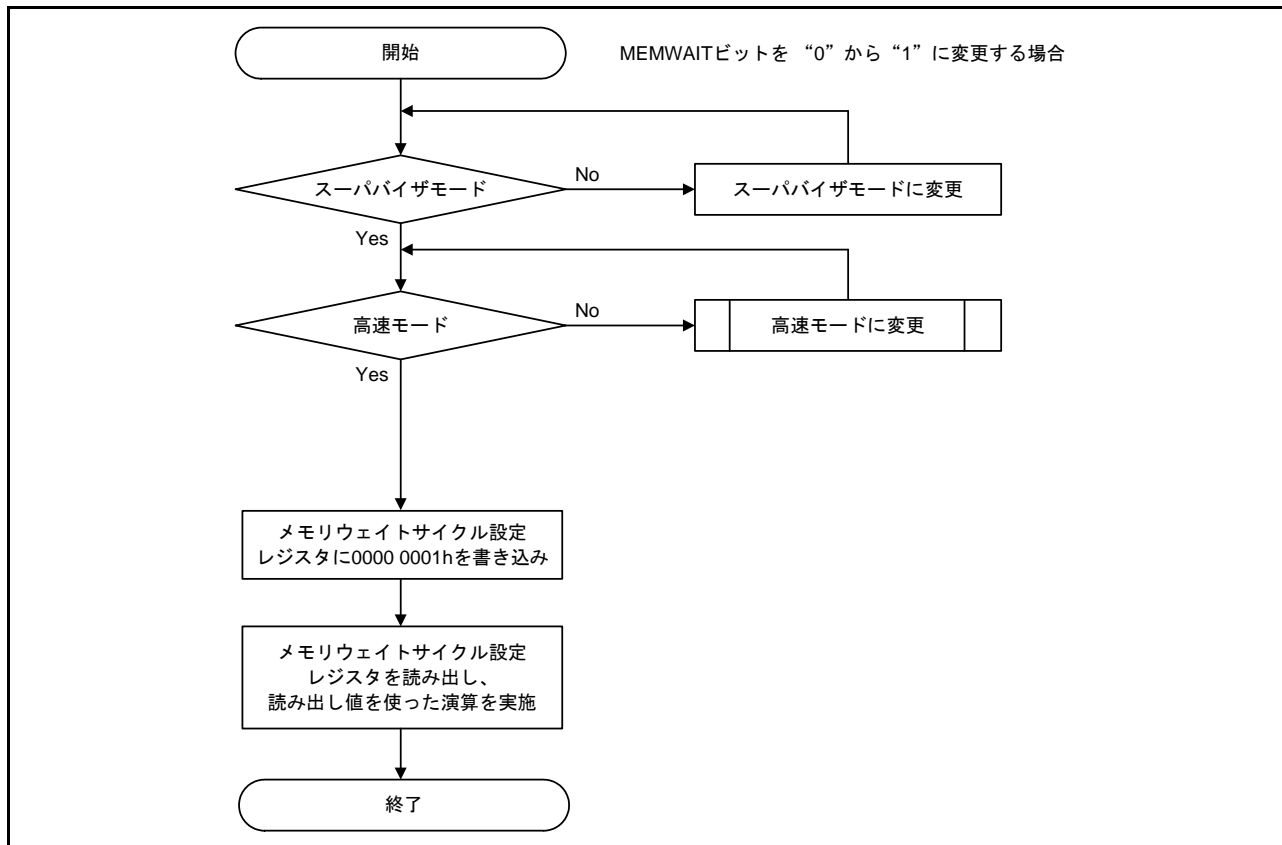 開始
MEMWAITビットを “0”から“1”に変更する場合
スーパバイザモード
No
スーパバイザモードに変更
Yes
高速モード
No
高速モードに変更
Yes
メモリウェイトサイクル設定
レジスタに0000 0001hを書き込み
メモリウェイトサイクル設定
レジスタを読み出し、
読み出し値を使った演算を実施
終了